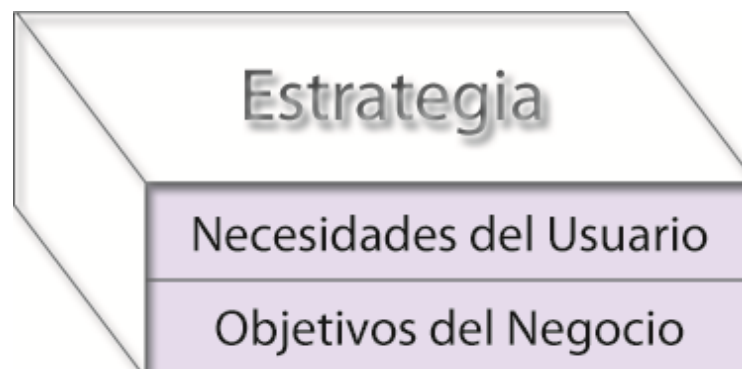 Estrategia
Necesidades del Usuario
Objetivos del Negocio